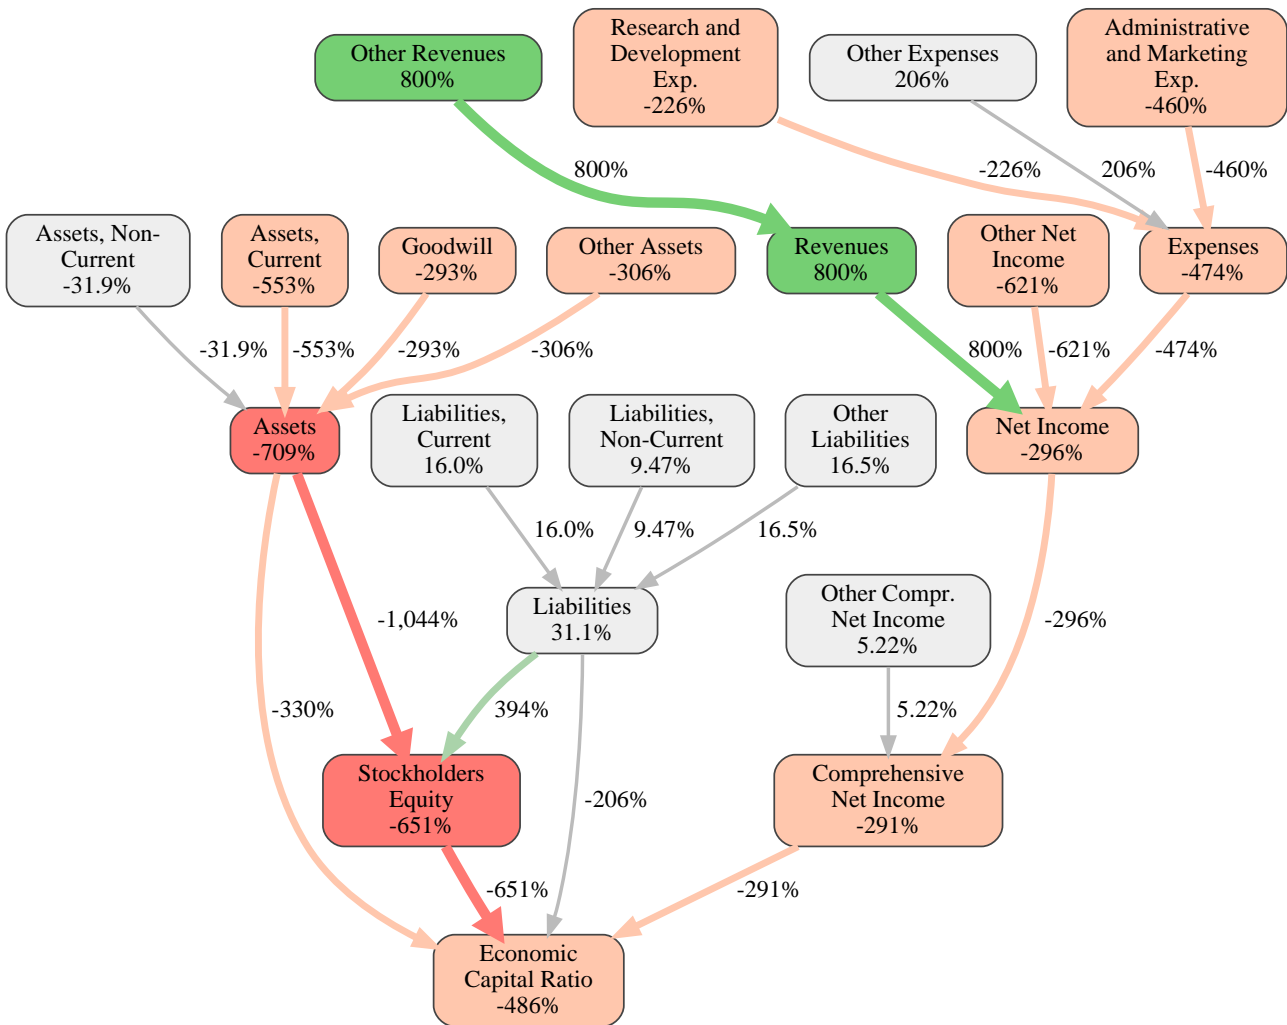 Other Revenues
800%
Research and
Development
Exp.
-226%
Other Expenses
206%
Administrative
and Marketing
Exp.
-460%
800%
-226%
206%
-460%
Assets, Non-
Current
-31.9%
Assets,
Current
-553%
Goodwill
-293%
Other Assets
-306%
Revenues
800%
Other Net
Income
-621%
Expenses
-474%
-31.9%
-553%
-293%
-306%
800%
-621%
-474%
Assets
-709%
Liabilities,
Current
16.0%
Liabilities,
Non-Current
9.47%
Other
Liabilities
16.5%
Net Income
-296%
16.0%
9.47%
16.5%
Liabilities
31.1%
Other Compr.
Net Income
5.22%
-1,044%
-296%
-330%
394%
-206%
5.22%
Stockholders
Equity
-651%
Comprehensive
Net Income
-291%
-651%
-291%
Economic
Capital Ratio
-486%